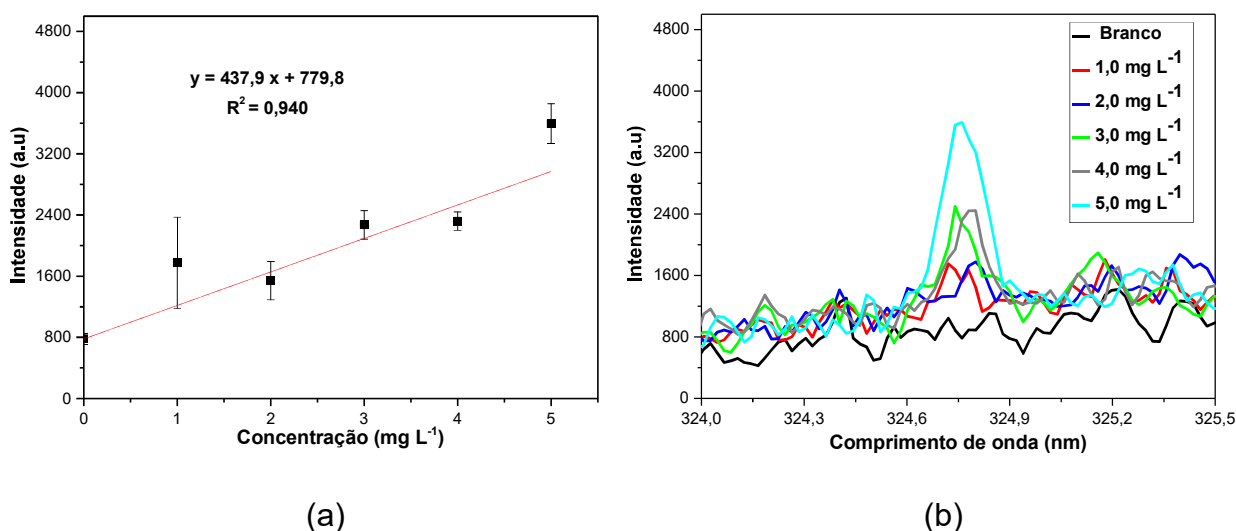 4800
4000
3200
2400
1600
800
0
Intensidade (a.u)
y = 437,9 x + 779,8
R² = 0,940
0 1 2 3 4 5
Concentração (mg L⁻¹)
(a)
4800
4000
3200
2400
1600
800
0
Intensidade (a.u)
Branco
1,0 mg L⁻¹
2,0 mg L⁻¹
3,0 mg L⁻¹
4,0 mg L⁻¹
5,0 mg L⁻¹
324,0 324,3 324,6 324,9 325,2 325,5
Comprimento de onda (nm)
(b)